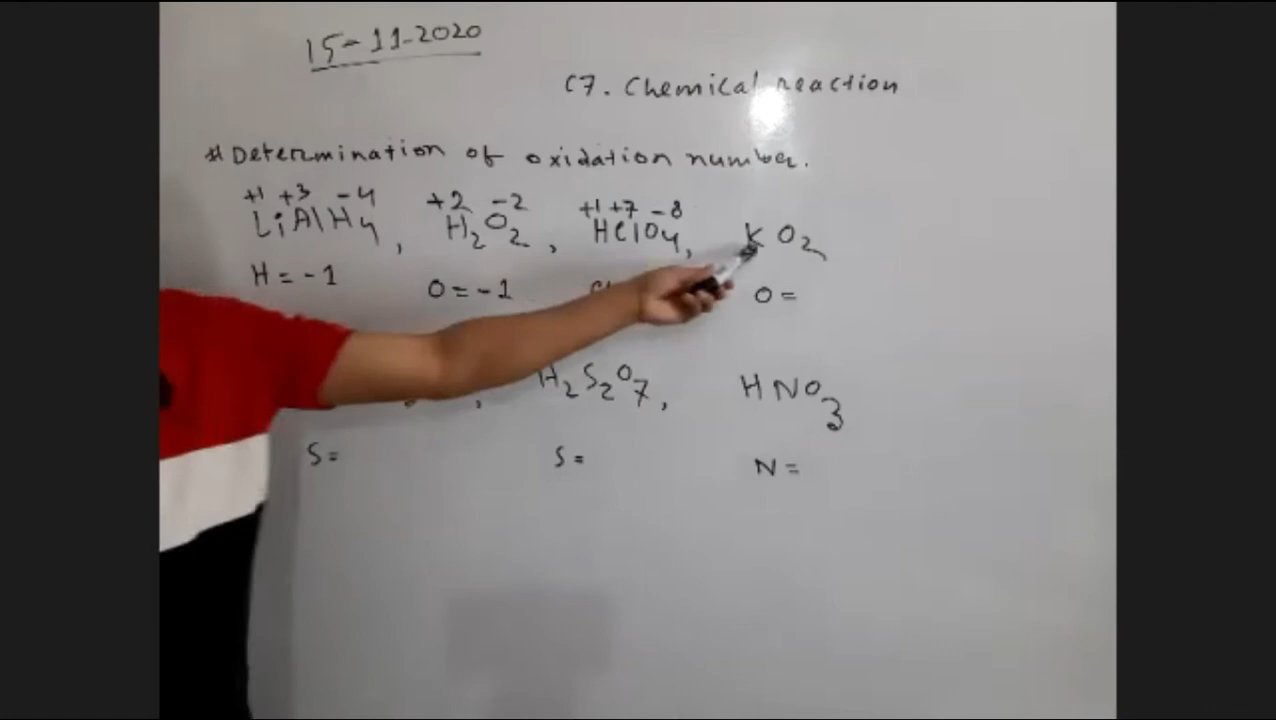 15-11-2020
C7. Chemical reaction
* Determination of oxidation number.
+1 +3 -4 +2 -2 +1 +7 -8
LiAlH4, H2O2, HClO4, KO2
H = -1 O = -1 O =
, H2S2O7, HNO3
S = S = N =